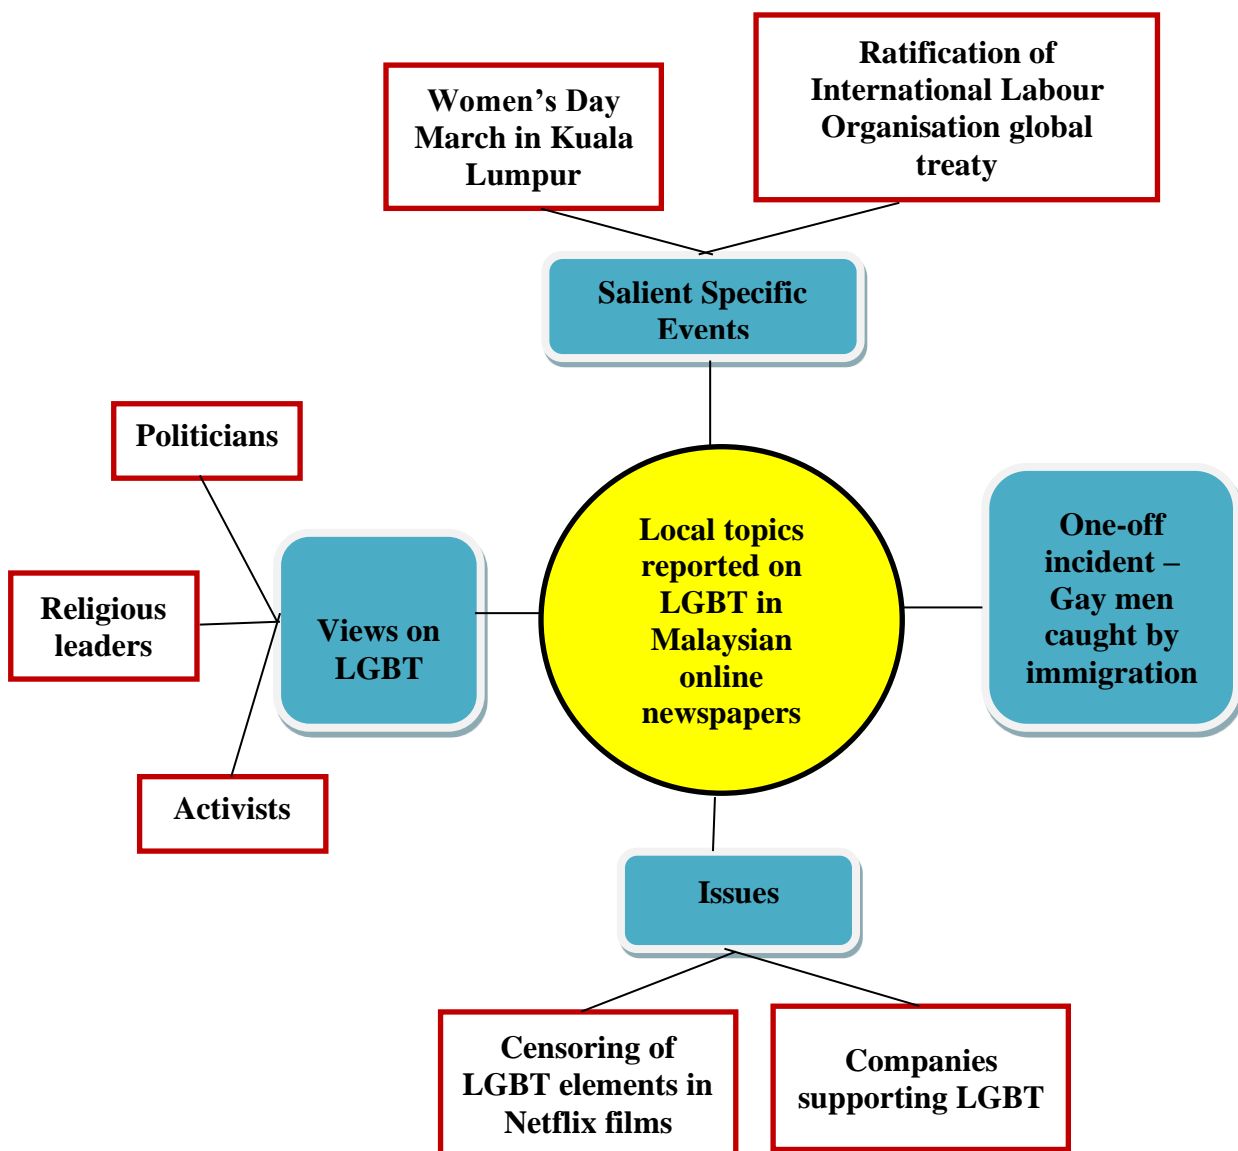 Women’s Day
March in Kuala
Lumpur
Ratification of
International Labour
Organisation global
treaty
Salient Specific
Events
Politicians
Religious
leaders
Activists
Views on
LGBT
Local topics
reported on
LGBT in
Malaysian
online
newspapers
One-off
incident –
Gay men
caught by
immigration
Issues
Censoring of
LGBT elements in
Netflix films
Companies
supporting LGBT